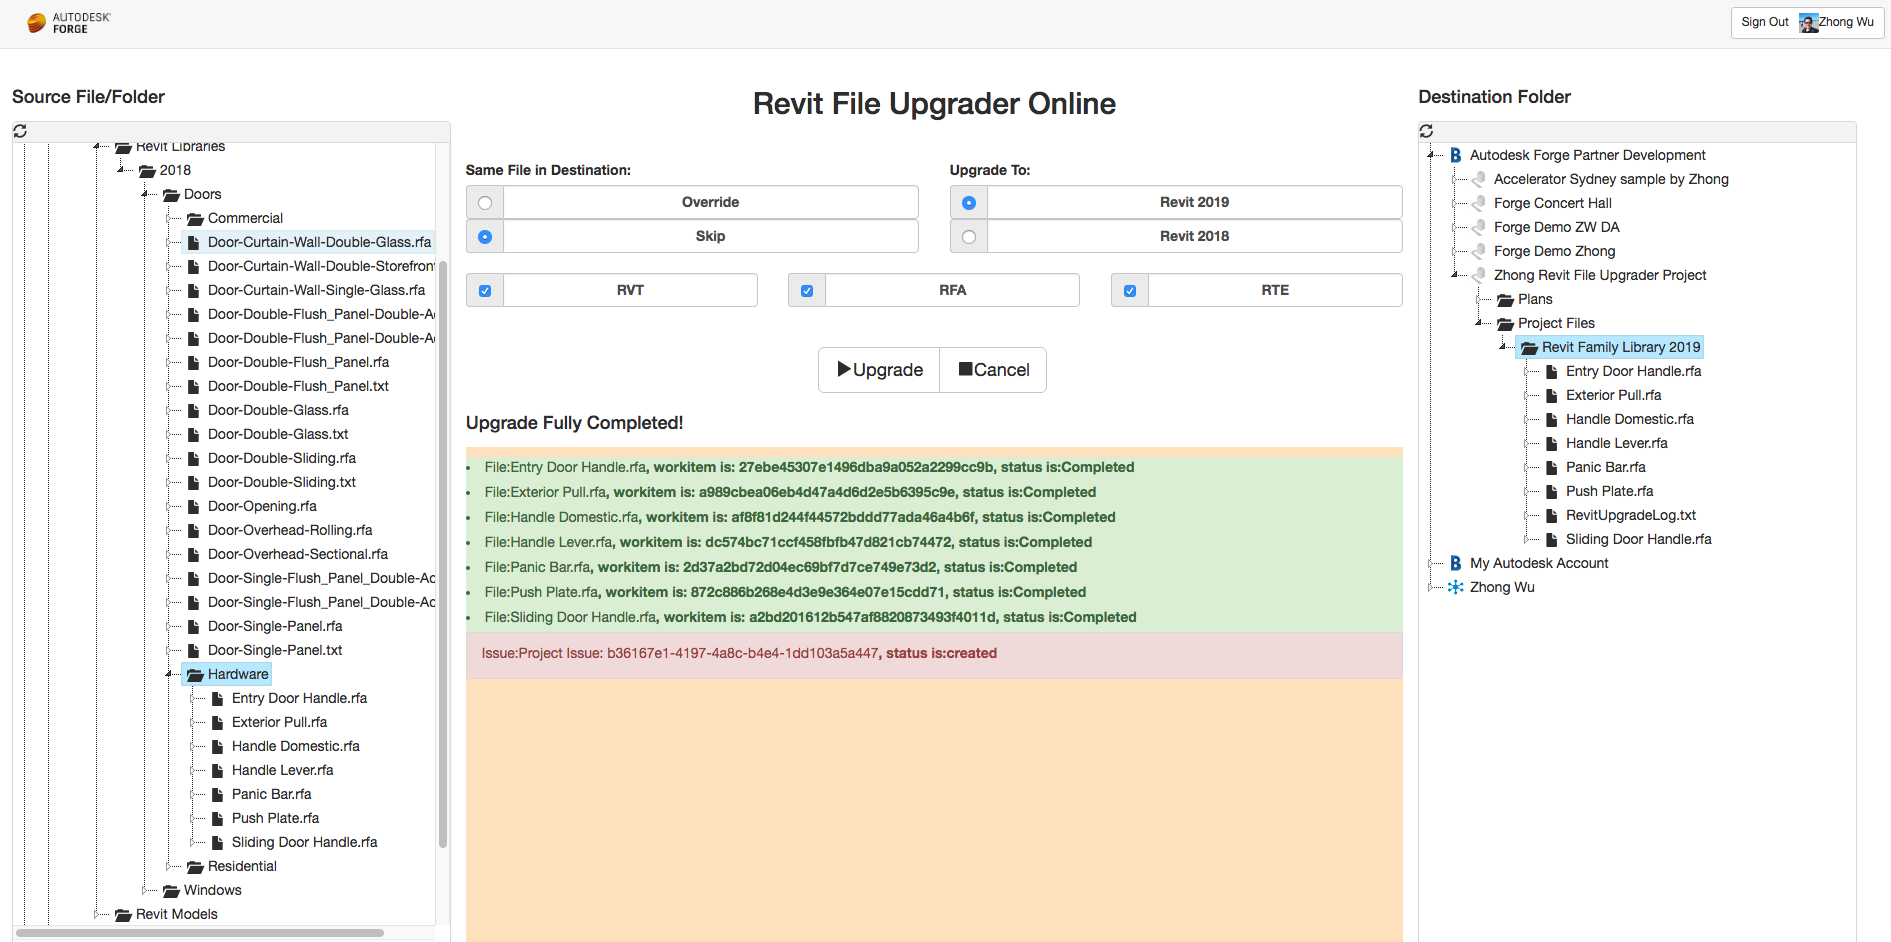 AUTODESK
FORGE
Sign Out Zhong Wu
Source File/Folder
Revit Libraries
2018
Doors
Commercial
Door-Curtain-Wall-Double-Glass.rfa
Door-Curtain-Wall-Double-Storefront
Door-Curtain-Wall-Single-Glass.rfa
Door-Double-Flush_Panel-Double-Ac
Door-Double-Flush_Panel-Double-Ac
Door-Double-Flush_Panel.rfa
Door-Double-Flush_Panel.txt
Door-Double-Glass.rfa
Door-Double-Glass.txt
Door-Double-Sliding.rfa
Door-Double-Sliding.txt
Door-Opening.rfa
Door-Overhead-Rolling.rfa
Door-Overhead-Sectional.rfa
Door-Single-Flush_Panel_Double-Ac
Door-Single-Flush_Panel_Double-Ac
Door-Single-Panel.rfa
Door-Single-Panel.txt
Hardware
Entry Door Handle.rfa
Exterior Pull.rfa
Handle Domestic.rfa
Handle Lever.rfa
Panic Bar.rfa
Push Plate.rfa
Sliding Door Handle.rfa
Residential
Windows
Revit Models
Revit File Upgrader Online
Same File in Destination:
Override
Skip
Upgrade To:
Revit 2019
Revit 2018
RVT
RFA
RTE
Upgrade
Cancel
Upgrade Fully Completed!
File:Entry Door Handle.rfa, workitem is: 27ebe45307e1496dba9a052a2299cc9b, status is:Completed
File:Exterior Pull.rfa, workitem is: a989cbea06eb4d47a4d6d2e5b6395c9e, status is:Completed
File:Handle Domestic.rfa, workitem is: af8f81d244f44572bddd77ada46a4b6f, status is:Completed
File:Handle Lever.rfa, workitem is: dc574bc71ccf458fbfb47d821cb74472, status is:Completed
File:Panic Bar.rfa, workitem is: 2d37a2bd72d04ec69bf7d7ce749e73d2, status is:Completed
File:Push Plate.rfa, workitem is: 872c886b268e4d3e9e364e07e15cdd71, status is:Completed
File:Sliding Door Handle.rfa, workitem is: a2bd201612b547af8820873493f4011d, status is:Completed
Issue:Project Issue: b36167e1-4197-4a8c-b4e4-1dd103a5a447, status is:created
Destination Folder
Autodesk Forge Partner Development
Accelerator Sydney sample by Zhong
Forge Concert Hall
Forge Demo ZW DA
Forge Demo Zhong
Zhong Revit File Upgrader Project
Plans
Project Files
Revit Family Library 2019
Entry Door Handle.rfa
Exterior Pull.rfa
Handle Domestic.rfa
Handle Lever.rfa
Panic Bar.rfa
Push Plate.rfa
RevitUpgradeLog.txt
Sliding Door Handle.rfa
My Autodesk Account
Zhong Wu